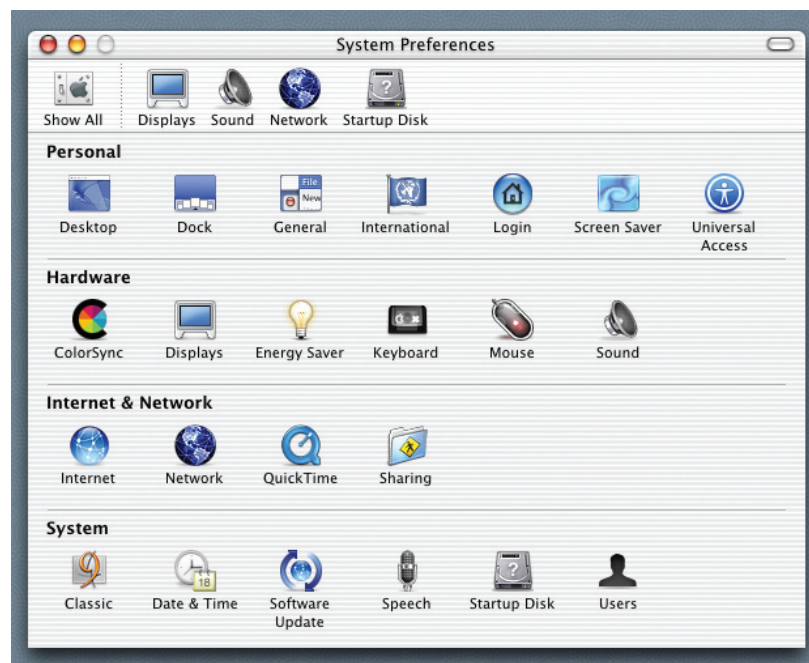 System Preferences
Show All Displays Sound Network Startup Disk
Personal
File
New
Desktop Dock General International Login Screen Saver Universal
Access
Hardware
ColorSync Displays Energy Saver Keyboard Mouse Sound
Internet & Network
Internet Network QuickTime Sharing
System
9
18
Classic Date & Time Software Speech Startup Disk Users
Update